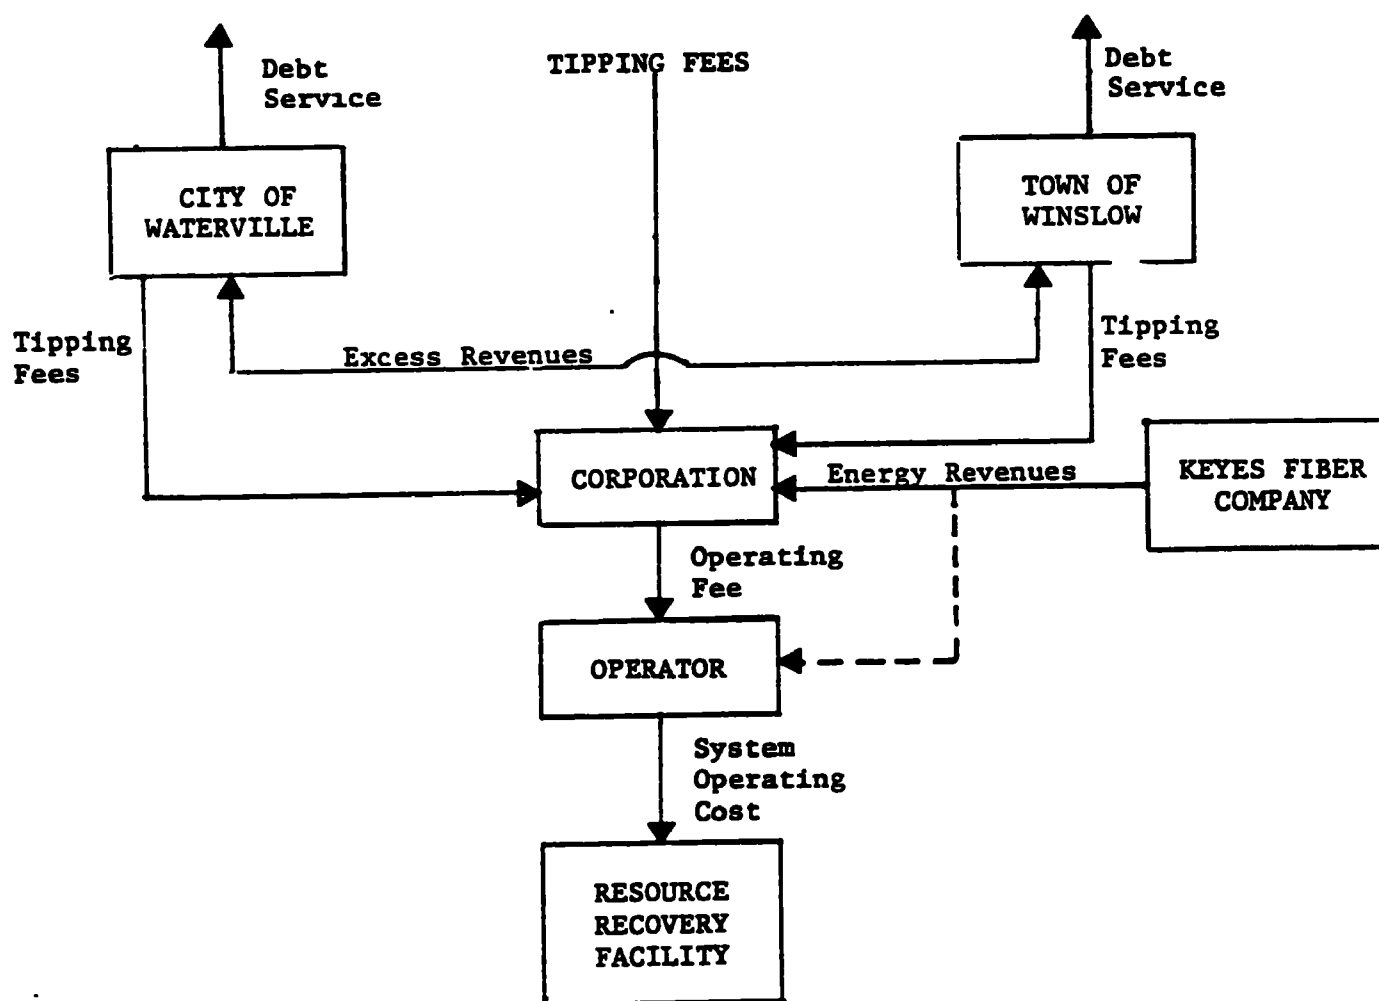 Debt
Service
TIPPING FEES
Debt
Service
CITY OF
WATERVILLE
TOWN OF
WINSLOW
Tipping
Fees
Excess Revenues
Tipping
Fees
CORPORATION
Energy Revenues
KEYES FIBER
COMPANY
Operating
Fee
OPERATOR
System
Operating
Cost
RESOURCE
RECOVERY
FACILITY